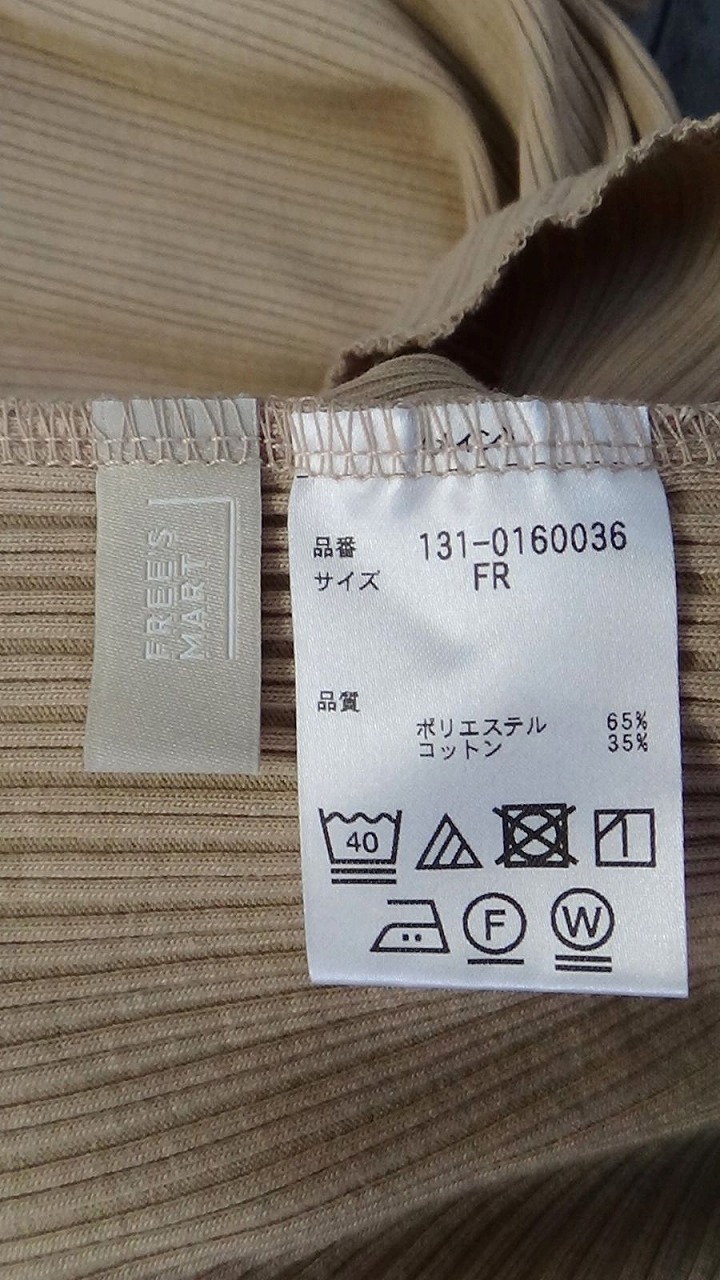 FREE'S
MART
品番 131-0160036
サイズ FR
品質
ポリエステル 65%
コットン 35%
40
F
W